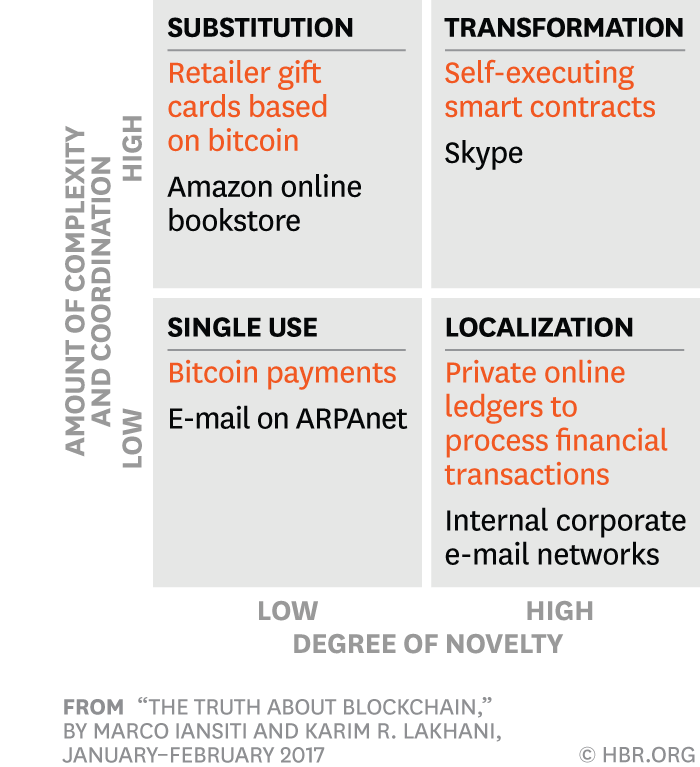 SUBSTITUTION
Retailer gift
cards based
on bitcoin
Amazon online
bookstore
TRANSFORMATION
Self-executing
smart contracts
Skype
AMOUNT OF COMPLEXITY
AND COORDINATION
HIGH
LOW
SINGLE USE
Bitcoin payments
E-mail on ARPAnet
LOCALIZATION
Private online
ledgers to
process financial
transactions
Internal corporate
e-mail networks
LOW
HIGH
DEGREE OF NOVELTY
FROM “THE TRUTH ABOUT BLOCKCHAIN,”
BY MARCO IANSITI AND KARIM R. LAKHANI,
JANUARY–FEBRUARY 2017
© HBR.ORG